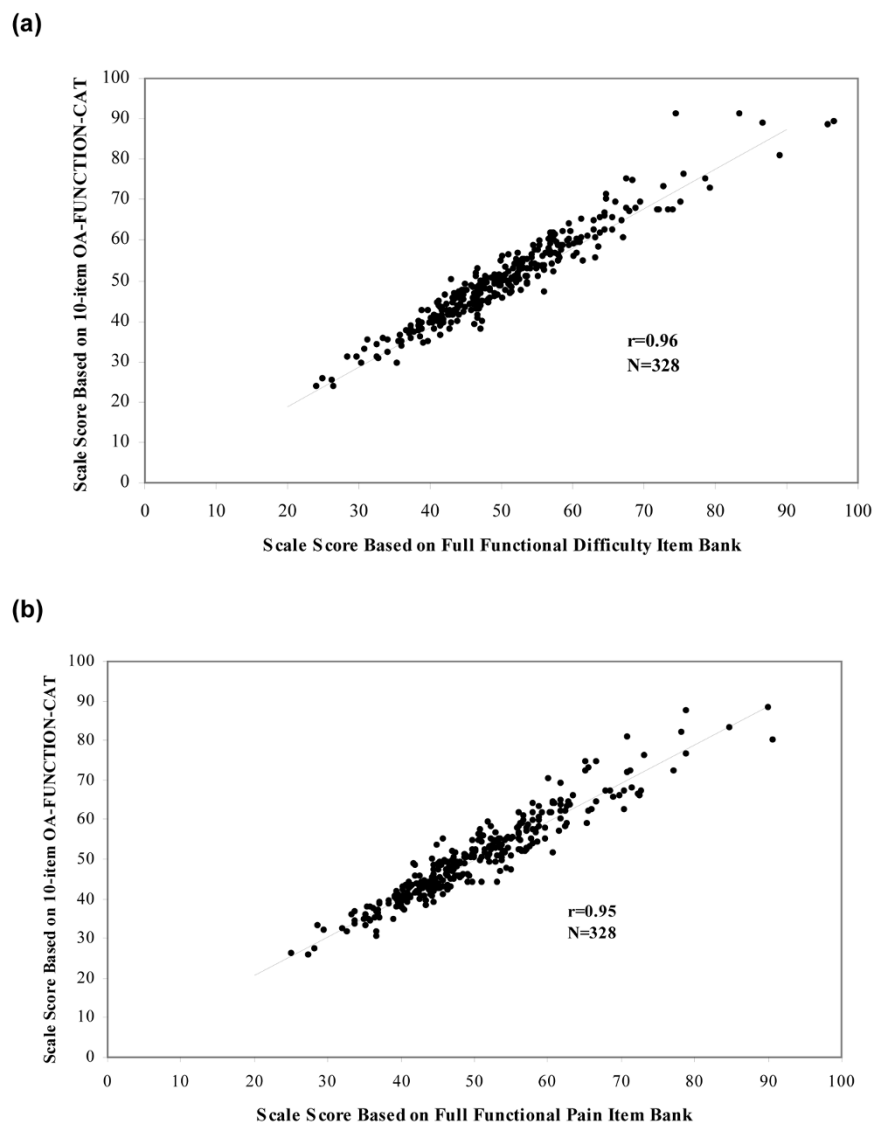 (a)
Scale Score Based on 10-item OA-FUNCTION-CAT
100
90
80
70
60
50
40
30
20
10
0
r=0.96
N=328
0 10 20 30 40 50 60 70 80 90 100
Scale Score Based on Full Functional Difficulty Item Bank
(b)
Scale Score Based on 10-item OA-FUNCTION-CAT
100
90
80
70
60
50
40
30
20
10
0
r=0.95
N=328
0 10 20 30 40 50 60 70 80 90 100
Scale Score Based on Full Functional Pain Item Bank